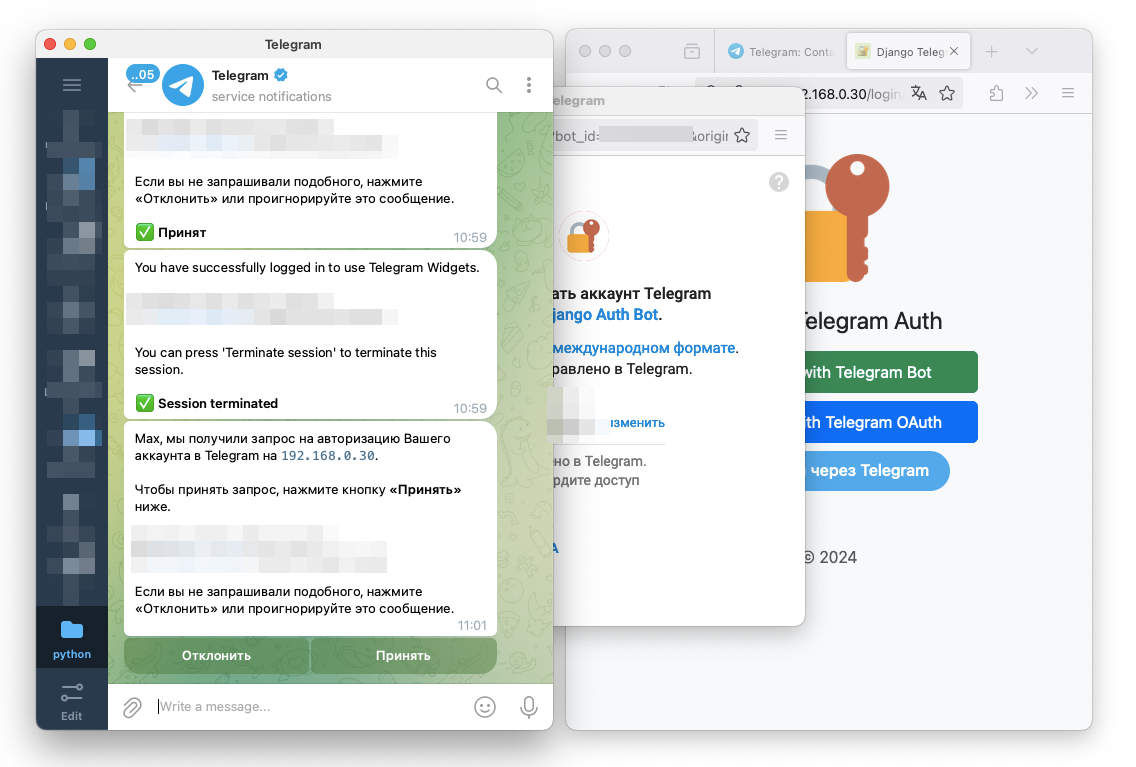 Telegram
..05
Telegram
service notifications
Если вы не запрашивали подобного, нажмите
«Отклонить» или проигнорируйте это сообщение.
✅ Принят
10:59
You have successfully logged in to use Telegram Widgets.
You can press 'Terminate session' to terminate this
session.
✅ Session terminated
10:59
Max, мы получили запрос на авторизацию Вашего
аккаунта в Telegram на 192.168.0.30.
Чтобы принять запрос, нажмите кнопку «Принять»
ниже.
Если вы не запрашивали подобного, нажмите
«Отклонить» или проигнорируйте это сообщение.
11:01
Отклонить
Принять
python
Edit
Write a message...
elegram
?bot_id:
&origin
ать аккаунт Telegram
jango Auth Bot.
международном формате.
равлено в Telegram.
изменить
но в Telegram.
рдите доступ
Telegram: Conta
Django Teleg
2.168.0.30/login
Telegram Auth
with Telegram Bot
ith Telegram OAuth
через Telegram
© 2024